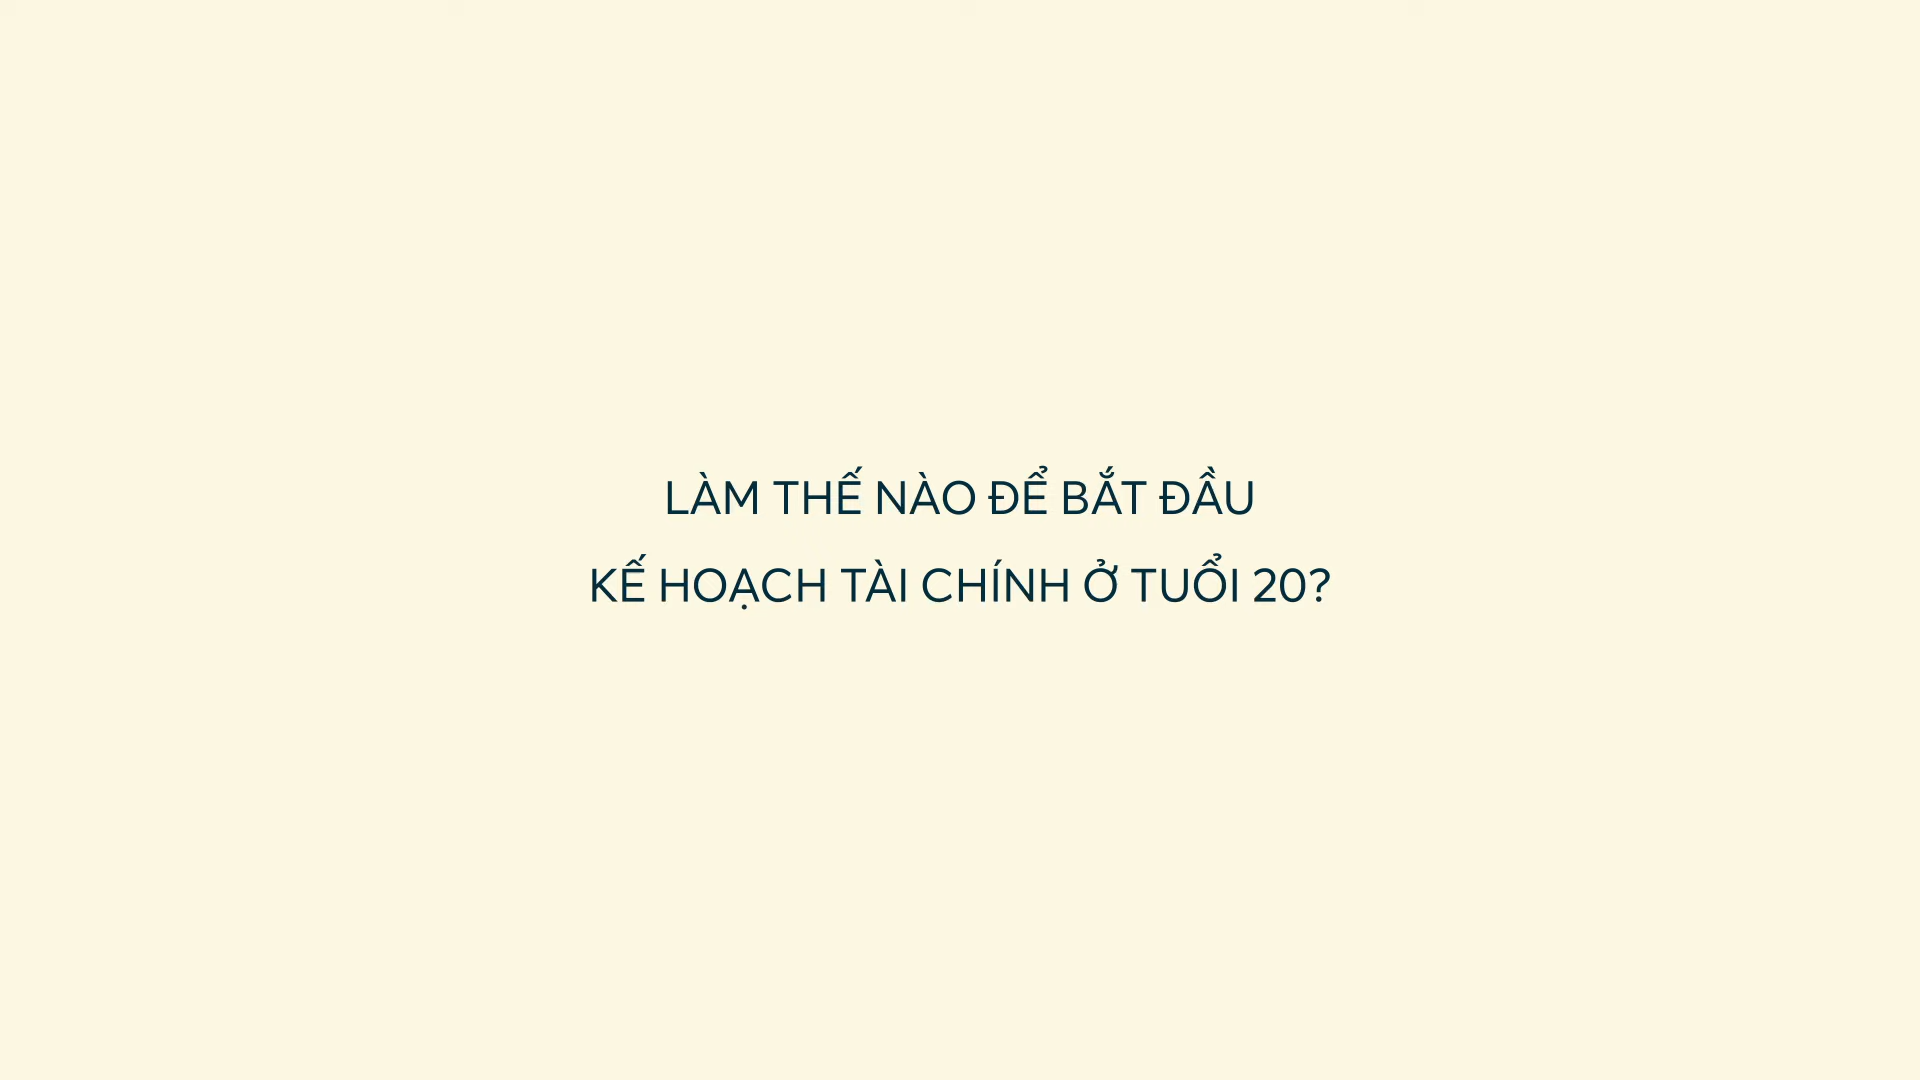 LÀM THẾ NÀO ĐỂ BẮT ĐẦU
KẾ HOẠCH TÀI CHÍNH Ở TUỔI 20?